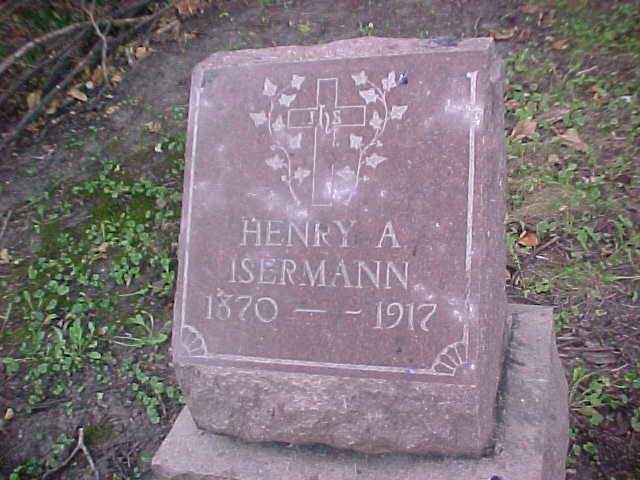 IHS
HENRY A
ISERMANN
1870 — - 1917